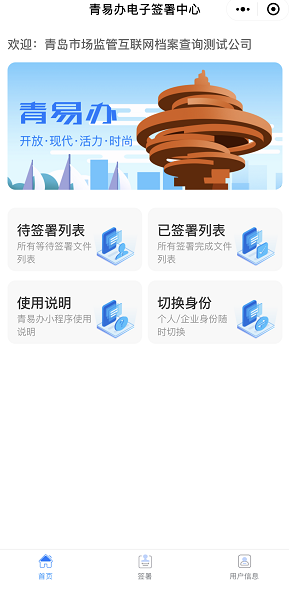 青易办电子签署中心
欢迎：青岛市场监管互联网档案查询测试公司
青易办
开放·现代·活力·时尚
待签署列表
所有等待签署文件
列表
已签署列表
所有签署完成文件
列表
使用说明
青易办小程序使用
说明
切换身份
个人/企业身份随
时切换
首页
签署
用户信息